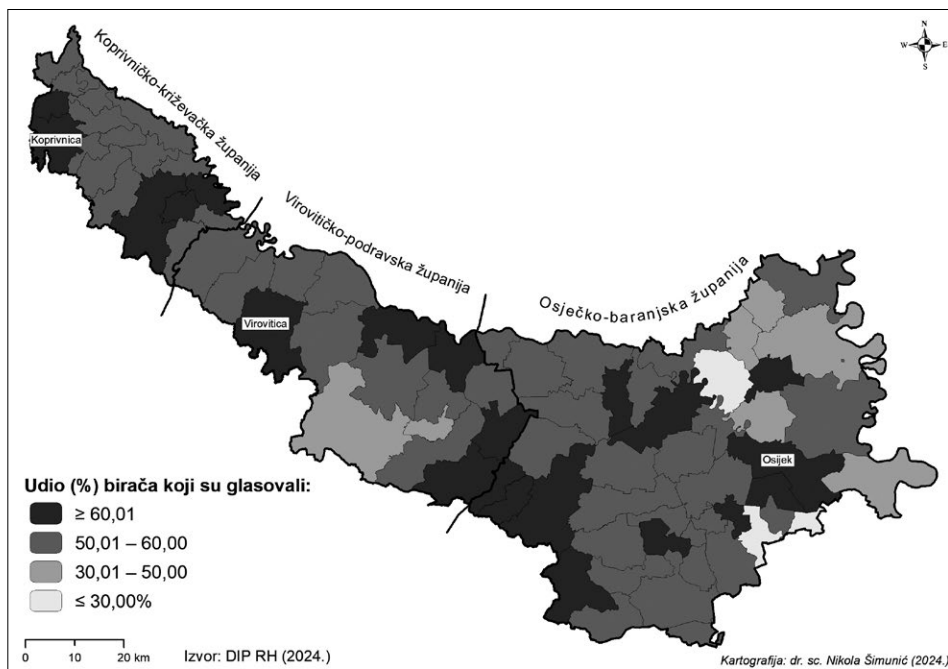 N
W E
S
Koprivničko-križevačka županija
Koprivnica
Virovitičko-podravska županija
Osječko-baranjska županija
Virovitica
Osijek
Udio (%) birača koji su glasovali:
≥ 60,01
50,01 – 60,00
30,01 – 50,00
≤ 30,00%
0 10 20 km
Izvor: DIP RH (2024.)
Kartografija: dr. sc. Nikola Šimunić (2024.)